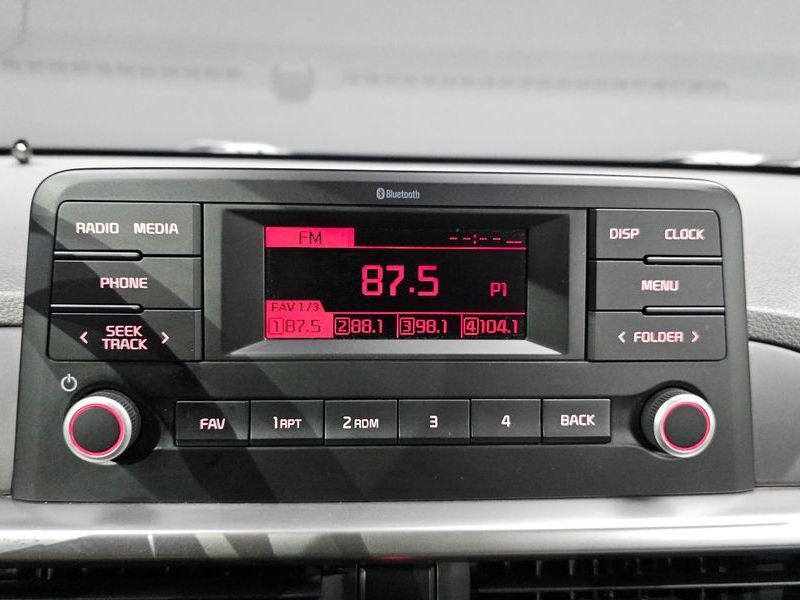 Bluetooth
RADIO MEDIA
PHONE
< SEEK TRACK >
FM --:-- --
87.5 P1
FAV 1/3
1 87.5 2 88.1 3 98.1 4 104.1
DISP CLOCK
MENU
< FOLDER >
FAV 1 RPT 2 RDM 3 4 BACK